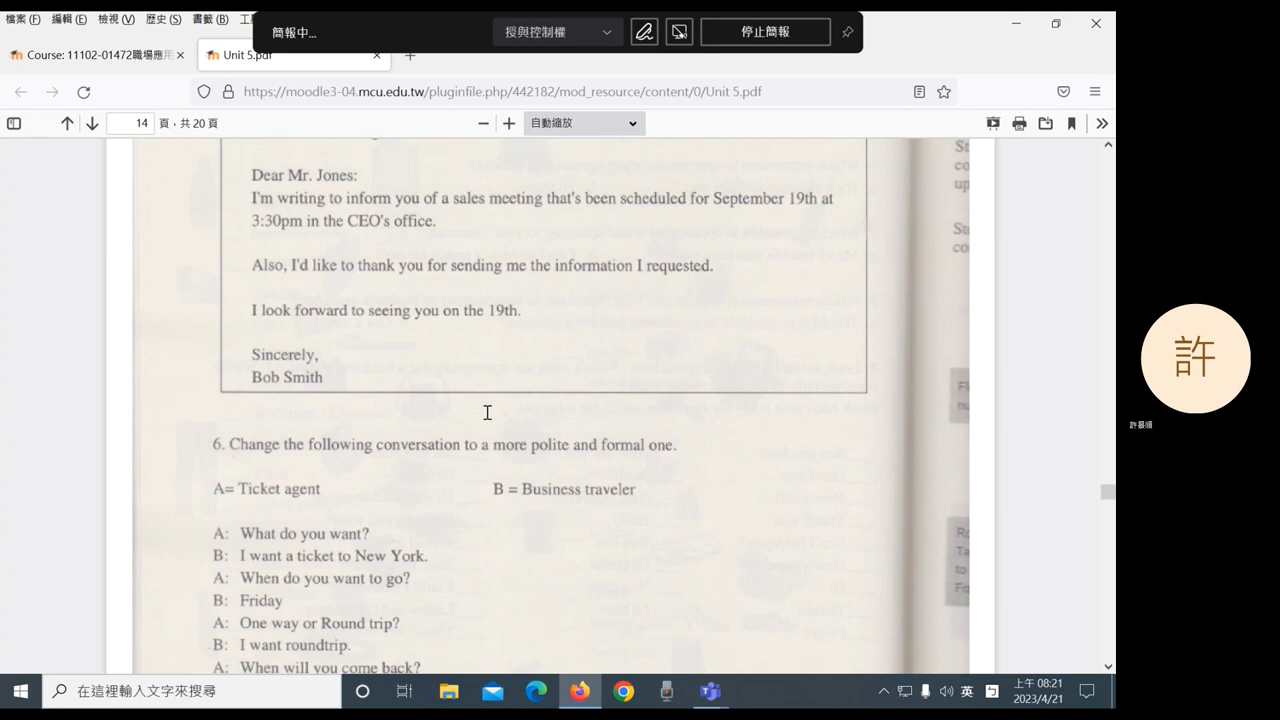 檔案 (F) 編輯 (E) 檢視 (V) 歷史 (S) 書籤 (B)
簡報中...
授與控制權
停止簡報
Course: 11102-01472職場應用
Unit 5.pdf
https://moodle3-04.mcu.edu.tw/pluginfile.php/442182/mod_resource/content/0/Unit 5.pdf
14 頁，共 20 頁
自動縮放
Dear Mr. Jones:
I'm writing to inform you of a sales meeting that's been scheduled for September 19th at
3:30pm in the CEO's office.
Also, I'd like to thank you for sending me the information I requested.
I look forward to seeing you on the 19th.
Sincerely,
Bob Smith
6. Change the following conversation to a more polite and formal one.
A= Ticket agent B = Business traveler
A: What do you want?
B: I want a ticket to New York.
A: When do you want to go?
B: Friday
A: One way or Round trip?
B: I want roundtrip.
A: When will you come back?
許
許景順
在這裡輸入文字來搜尋
英
上午 08:21
2023/4/21